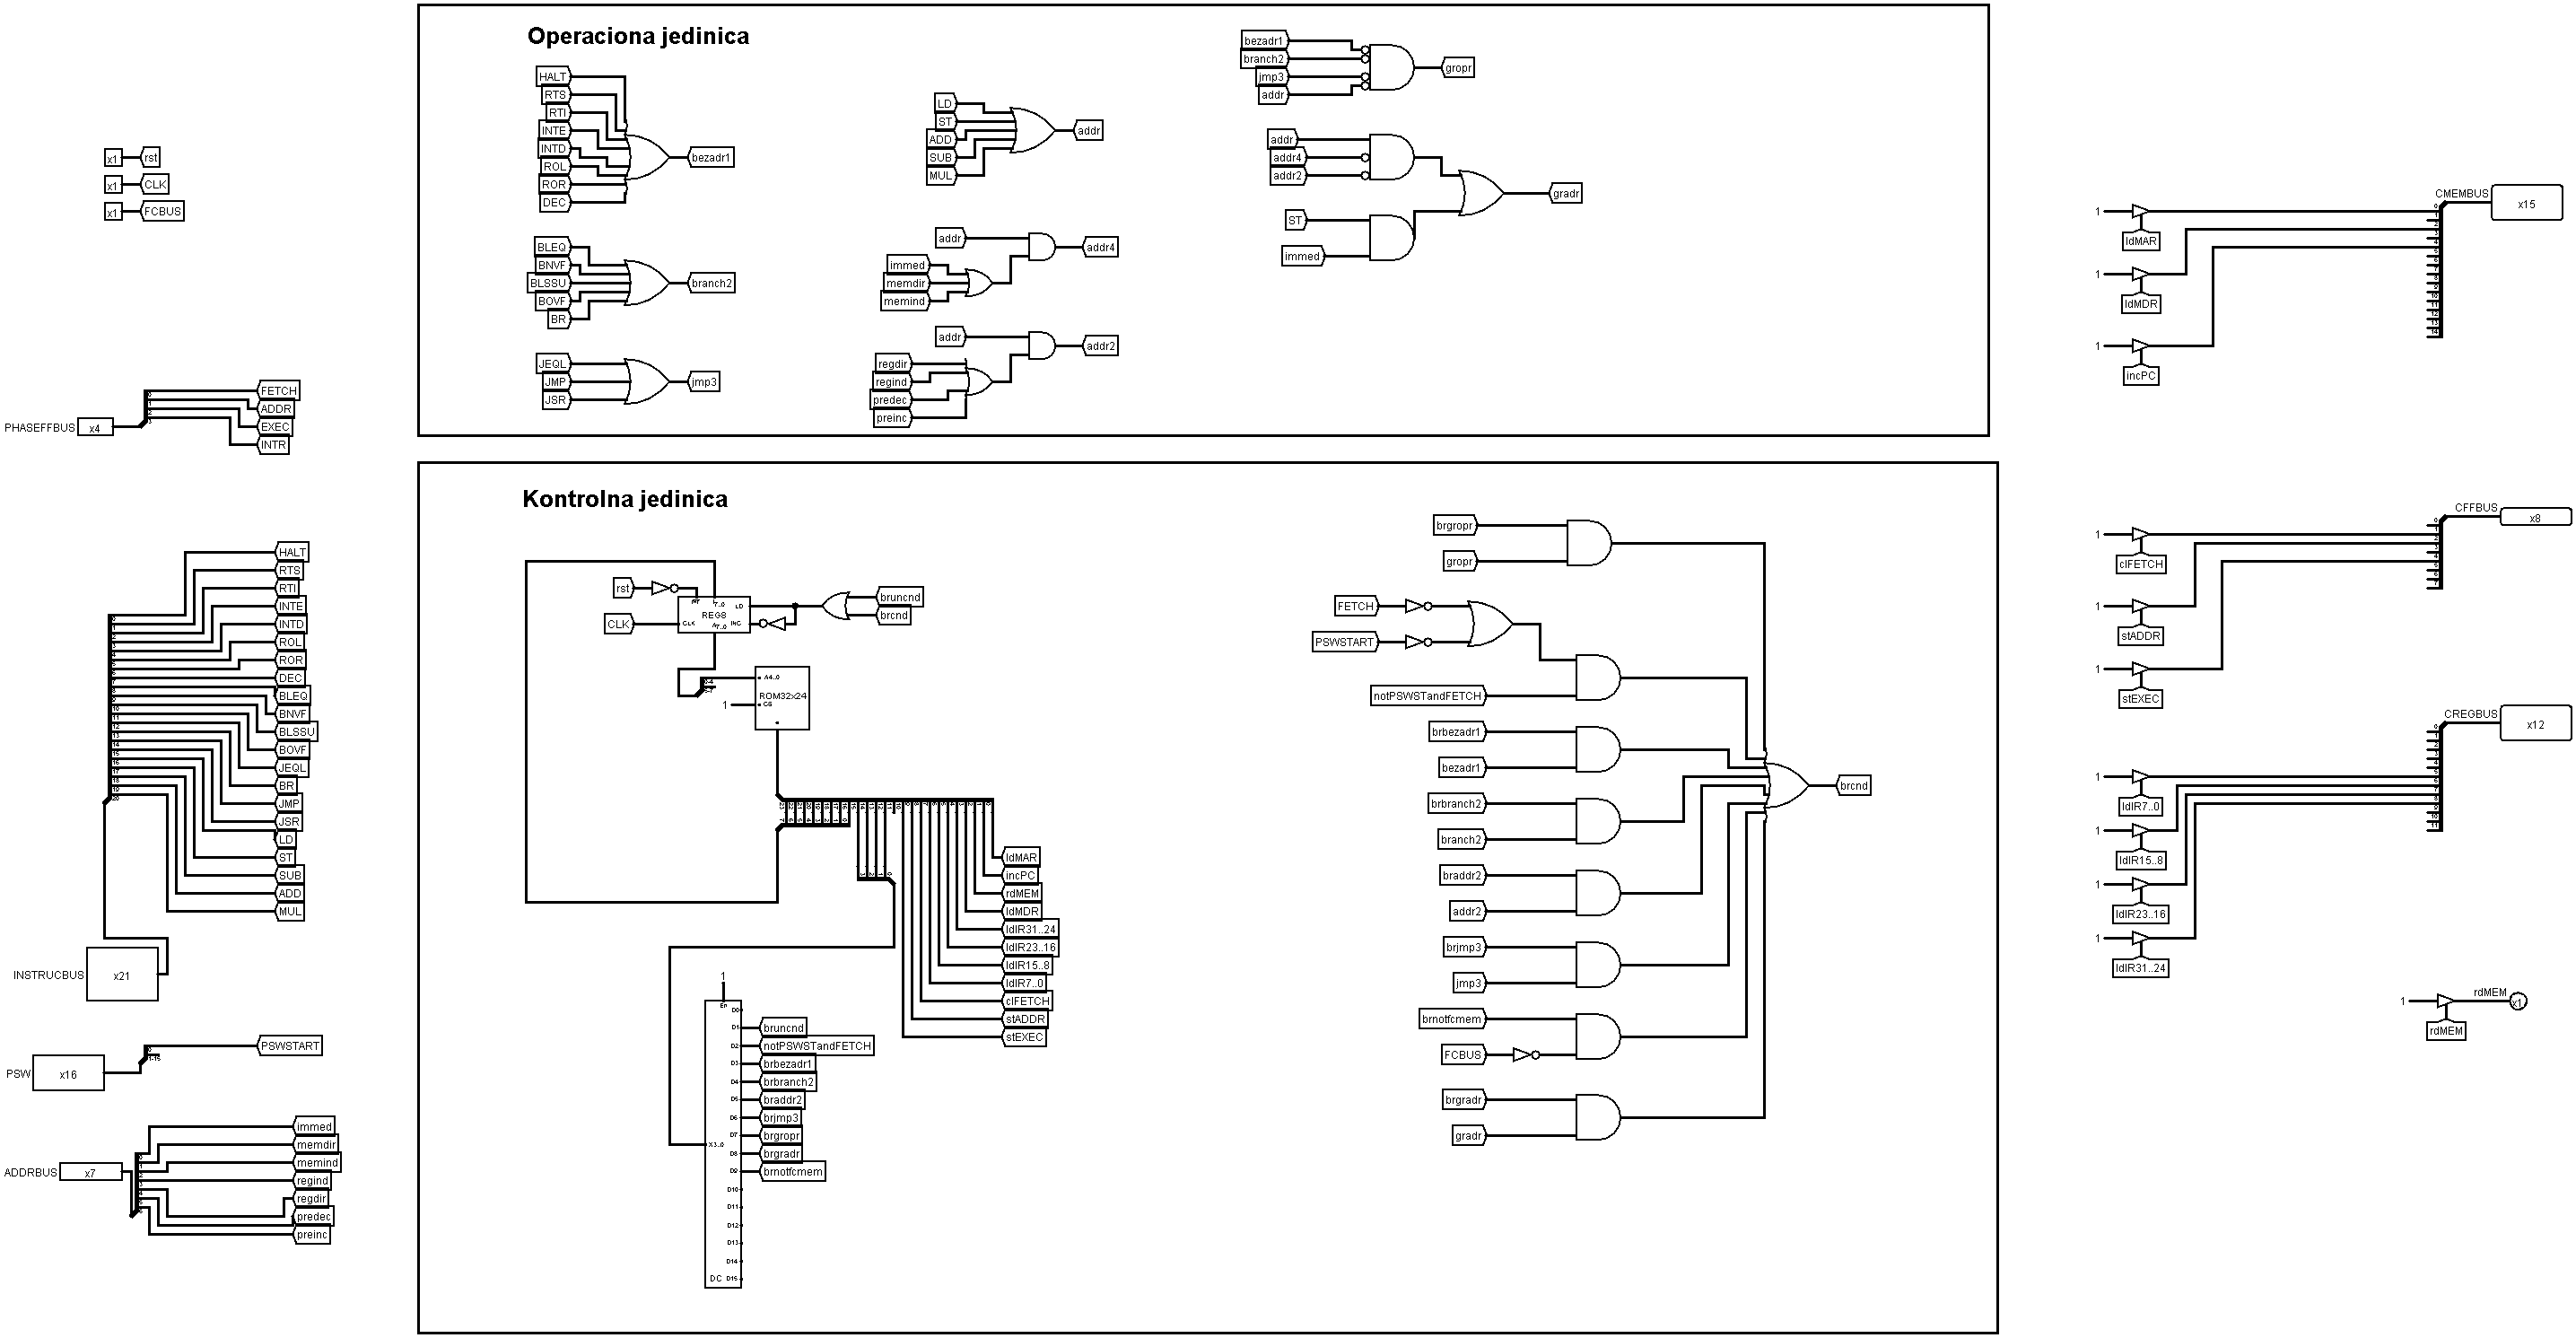 Operaciona jedinica
HALT
RTS
RTI
INTE
INTD
ROL
ROR
DEC
bezadr1
BLEQ
BNVF
BLSSU
BOVF
BR
branch2
JEQL
JMP
JSR
jmp3
LD
ST
ADD
SUB
MUL
addr
addr
immed
memdir
memind
addr4
addr
regdir
regind
predec
preinc
addr2
bezadr1
branch2
jmp3
addr
gropr
addr
addr4
addr2
ST
immed
gradr
x1 rst
x1 CLK
x1 FCBUS
PHASEFFBUS x4
FETCH
ADDR
EXEC
INTR
HALT
RTS
RTI
INTE
INTD
ROL
ROR
DEC
BLEQ
BNVF
BLSSU
BOVF
JEQL
BR
JMP
JSR
LD
ST
SUB
ADD
MUL
INSTRUCBUS x21
PSW x16
PSWSTART
ADDRBUS x7
immed
memdir
memind
regind
regdir
predec
preinc
Kontrolna jedinica
rst
CLK
REG8
LD
INC
CLK
bruncnd
brcnd
A4..0
ROM32x24
1 CS
ldMAR
incPC
rdMEM
ldMDR
ldIR31..24
ldIR23..16
ldIR15..8
ldIR7..0
clFETCH
stADDR
stEXEC
1
En
X3..0
DC
D0
D1 bruncnd
D2 notPSWSTandFETCH
D3 brbezadr1
D4 brbranch2
D5 braddr2
D6 brjmp3
D7 brgropr
D8 brgradr
D9 brnotfcmem
D10
D11
D12
D13
D14
D15
brgropr
gropr
FETCH
PSWSTART
notPSWSTandFETCH
brbezadr1
bezadr1
brbranch2
branch2
braddr2
addr2
brjmp3
jmp3
brnotfcmem
FCBUS
brgradr
gradr
brcnd
CMEMBUS x15
1
ldMAR
1
ldMDR
1
incPC
CFFBUS x8
1
clFETCH
1
stADDR
1
stEXEC
CREGBUS x12
1
ldIR7..0
1
ldIR15..8
1
ldIR23..16
1
ldIR31..24
1 rdMEM x1
rdMEM